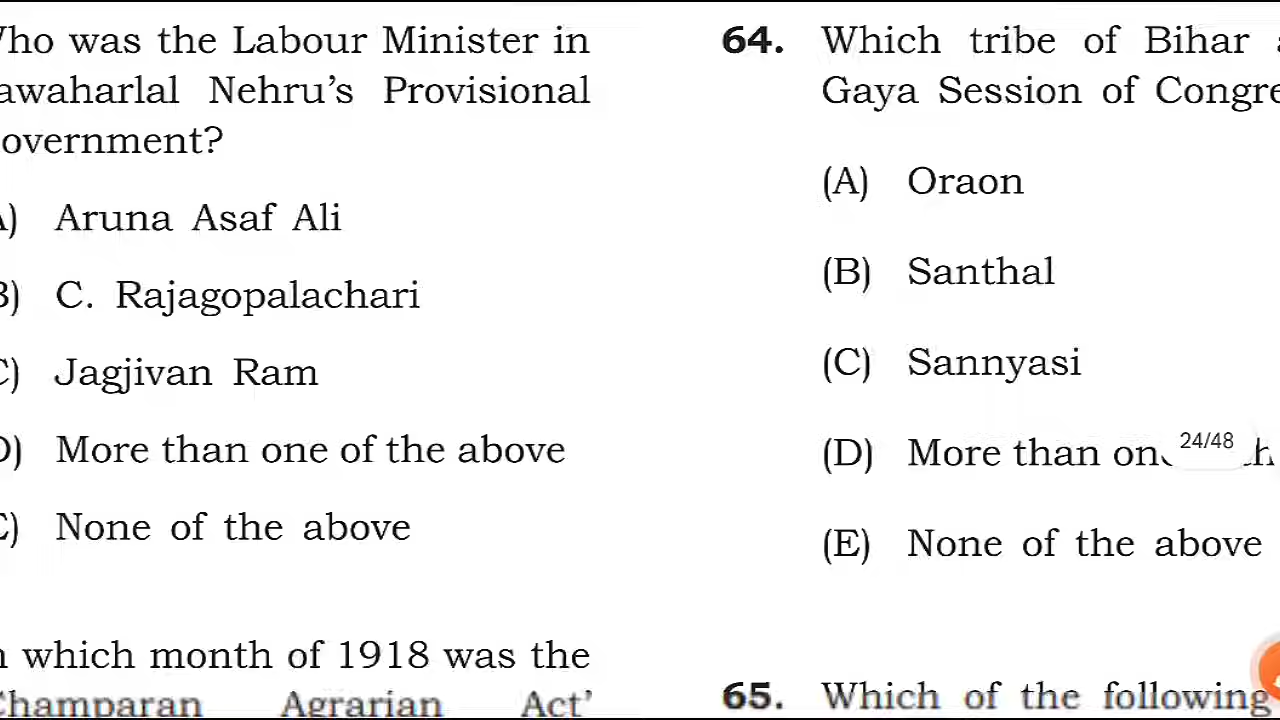 ho was the Labour Minister in
awaharlal Nehru's Provisional
overnment?
) Aruna Asaf Ali
) C. Rajagopalachari
) Jagjivan Ram
) More than one of the above
) None of the above
which month of 1918 was the
Champaran Agrarian Act'
64. Which tribe of Bihar
Gaya Session of Congre
(A) Oraon
(B) Santhal
(C) Sannyasi
(D) More than
24/48
(E) None of the above
65. Which of the following